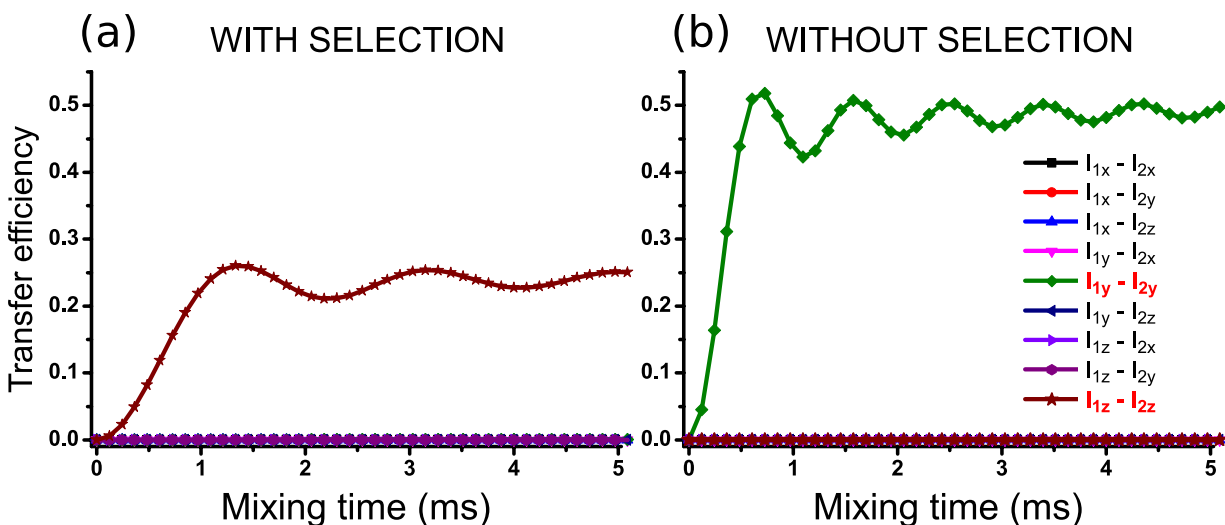 (a) WITH SELECTION
Transfer efficiency
0.5
0.4
0.3
0.2
0.1
0.0
0 1 2 3 4 5
Mixing time (ms)
(b) WITHOUT SELECTION
0.5
0.4
0.3
0.2
0.1
0.0
I1x - I2x
I1x - I2y
I1x - I2z
I1y - I2x
I1y - I2y
I1y - I2z
I1z - I2x
I1z - I2y
I1z - I2z
0 1 2 3 4 5
Mixing time (ms)